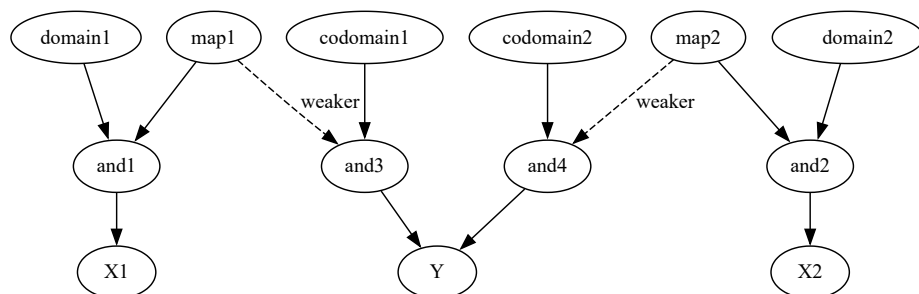 domain1
map1
codomain1
codomain2
map2
domain2
weaker
weaker
and1
and3
and4
and2
X1
Y
X2